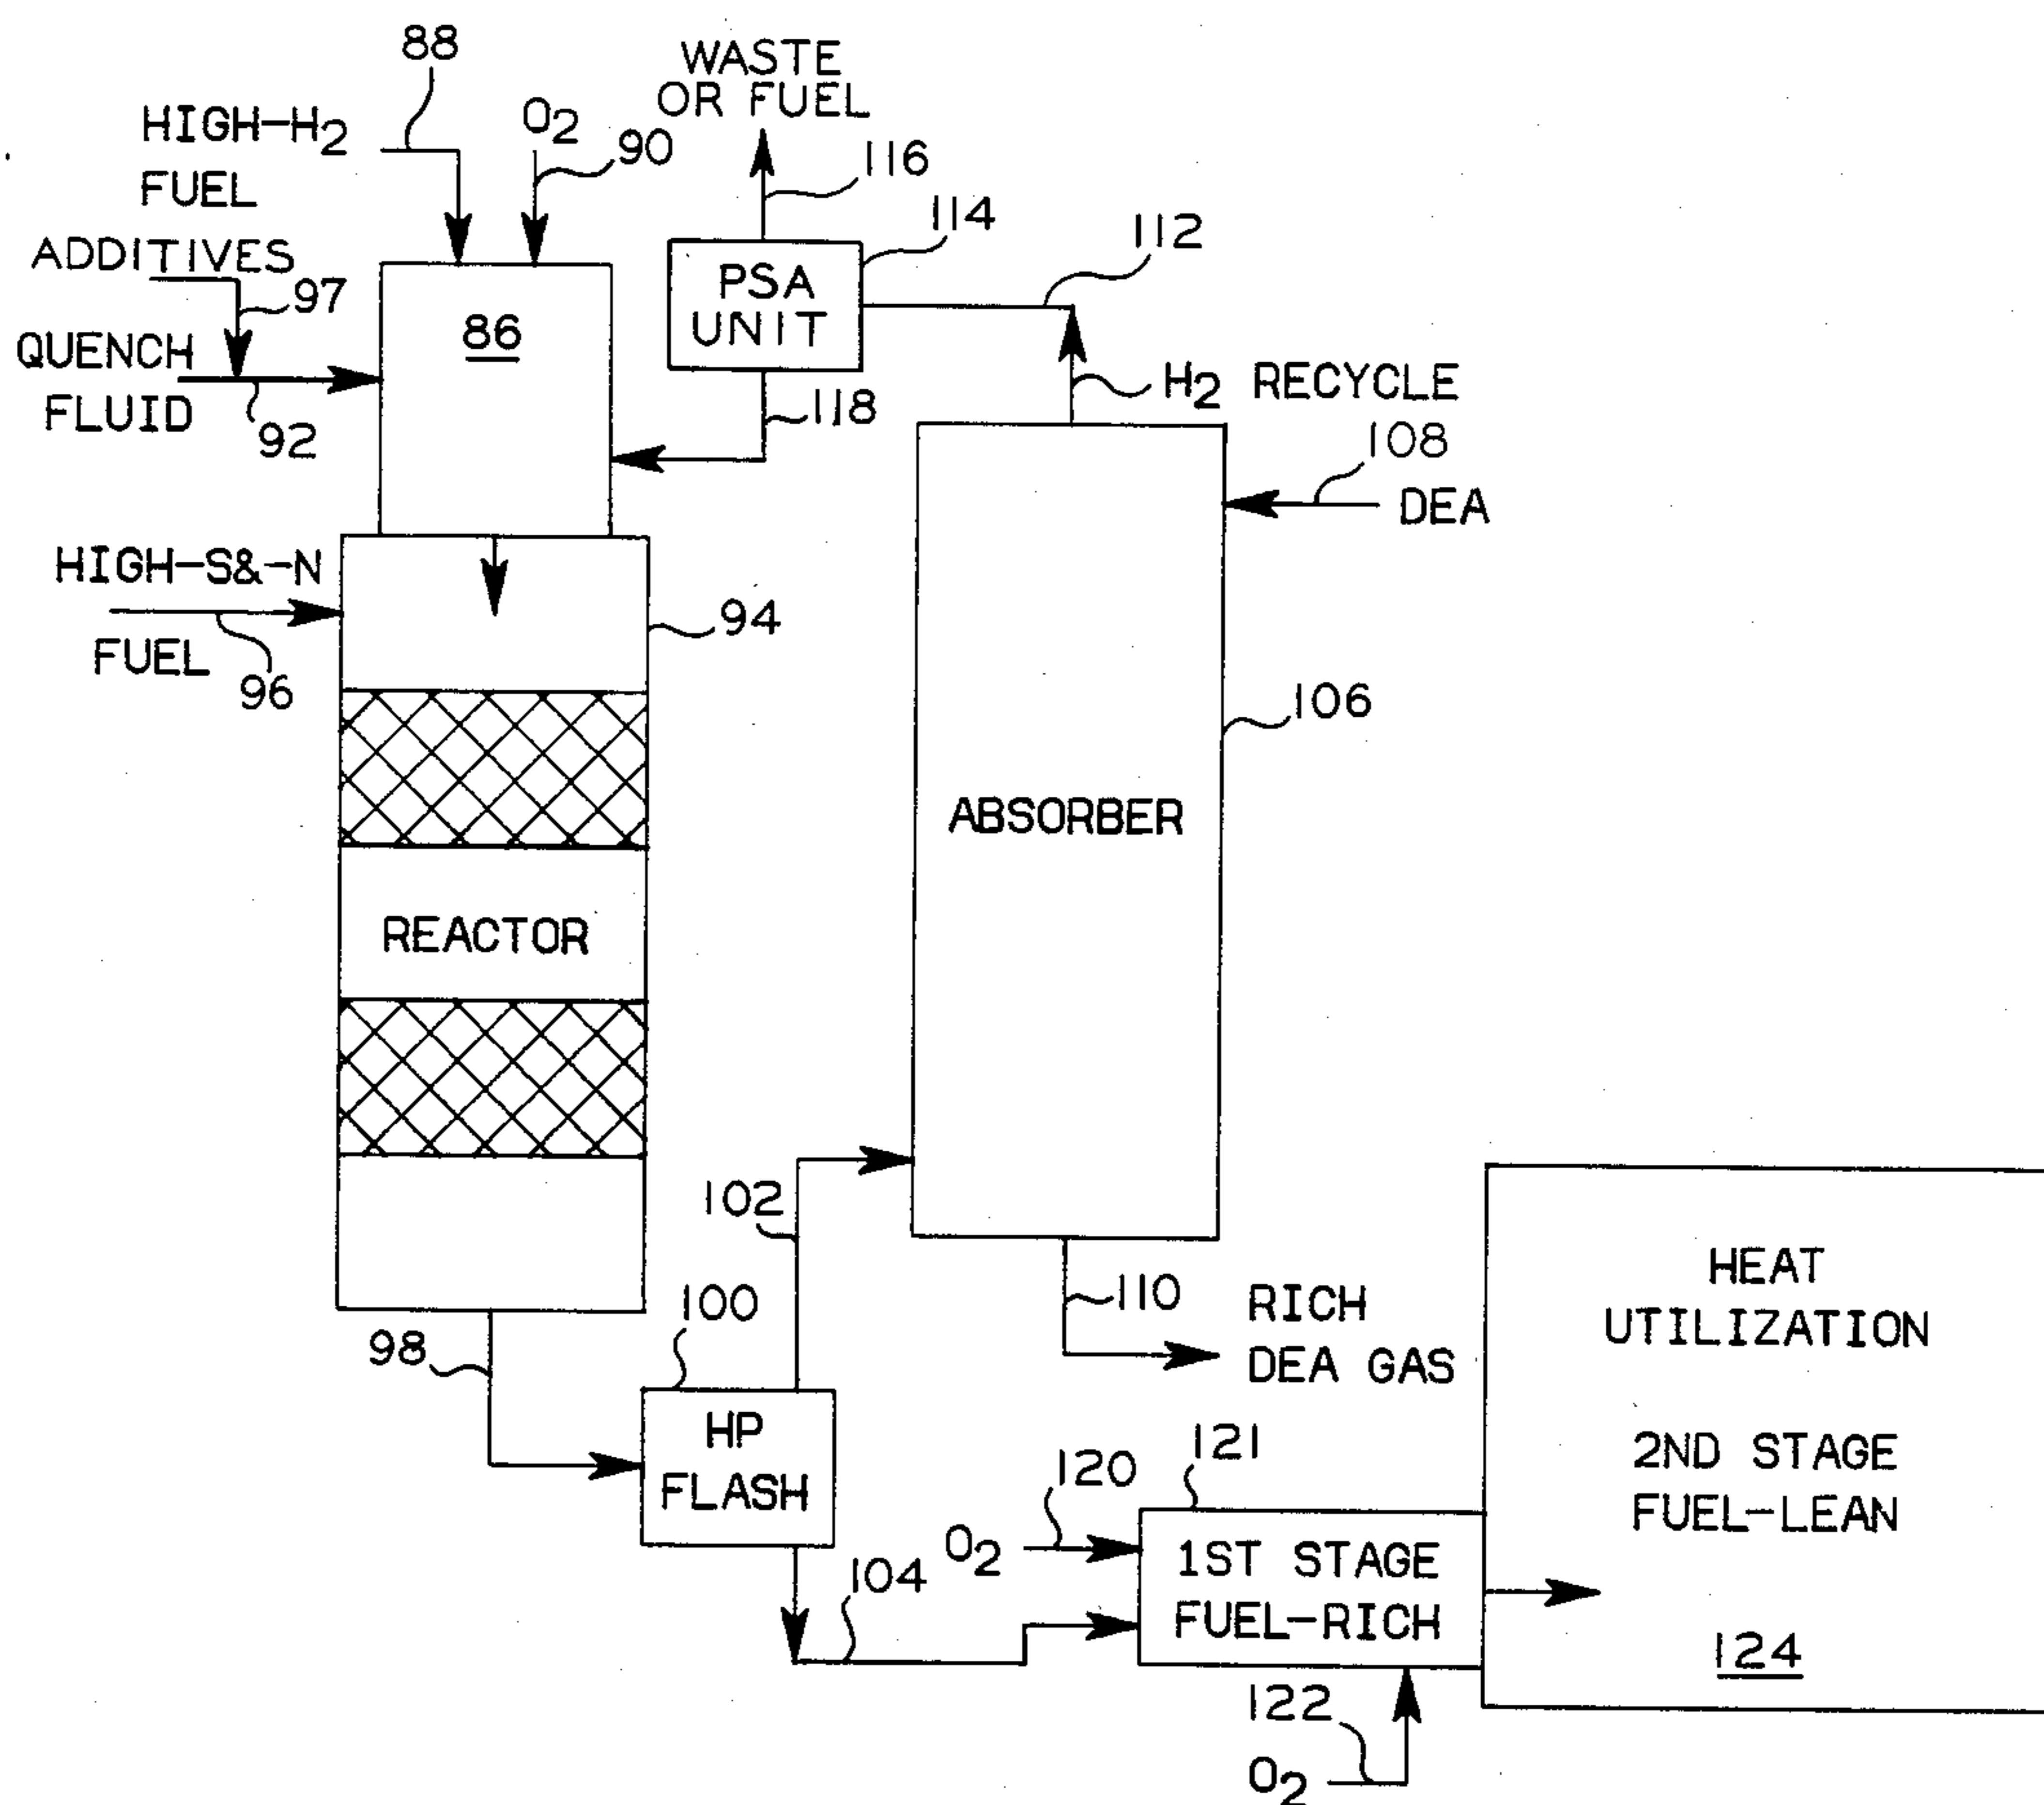 88
HIGH-H2
FUEL
O2
90
WASTE
OR FUEL
116
114
112
ADDITIVES
97
86
PSA
UNIT
QUENCH
FLUID
92
118
H2 RECYCLE
108
DEA
HIGH-S&-N
FUEL
96
94
106
ABSORBER
REACTOR
102
100
98
110
RICH
DEA GAS
HP
FLASH
104
120
O2
121
1ST STAGE
FUEL-RICH
122
O2
HEAT
UTILIZATION
2ND STAGE
FUEL-LEAN
124